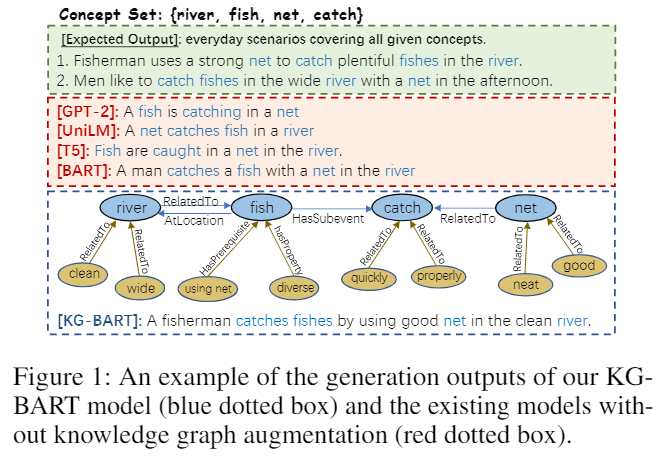 Concept Set: {river, fish, net, catch}
[Expected Output]: everyday scenarios covering all given concepts.
1. Fisherman uses a strong net to catch plentiful fishes in the river.
2. Men like to catch fishes in the wide river with a net in the afternoon.
[GPT-2]: A fish is catching in a net
[UniLM]: A net catches fish in a river
[T5]: Fish are caught in a net in the river.
[BART]: A man catches a fish with a net in the river
river RelatedTo fish catch net
AtLocation HasSubevent RelatedTo
RelatedTo RelatedTo HasPrerequisite hasProperty RelatedTo RelatedTo RelatedTo RelatedTo
clean wide using net diverse quickly properly neat good
[KG-BART]: A fisherman catches fishes by using good net in the clean river.
Figure 1: An example of the generation outputs of our KG-
BART model (blue dotted box) and the existing models with-
out knowledge graph augmentation (red dotted box).